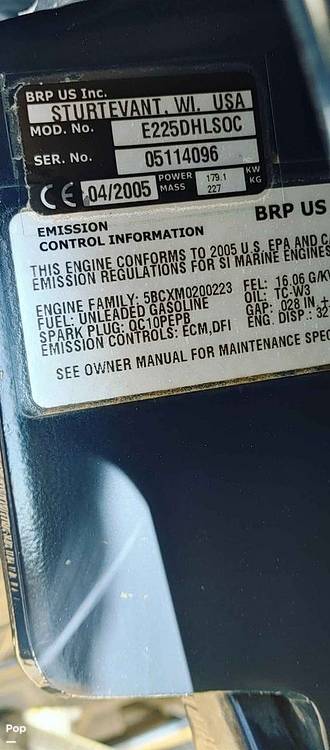 BRP US Inc.
STURTEVANT, WI. USA
MOD. No. E225DHLSOC
SER. No. 05114096
CE 04/2005 POWER 179.1 KW
MASS 227 KG
EMISSION BRP US
CONTROL INFORMATION
THIS ENGINE CONFORMS TO 2005 U.S. EPA AND
EMISSION REGULATIONS FOR SI MARINE ENGINES
ENGINE FAMILY: 5BCXM0200223 FEL: 16.06 G/K
FUEL: UNLEADED GASOLINE OIL: TC-W3
SPARK PLUG: QC10PEPB GAP: .028 IN.
EMISSION CONTROLS: ECM,DFI ENG. DISP.: 32
SEE OWNER MANUAL FOR MAINTENANCE SPEC
Pop